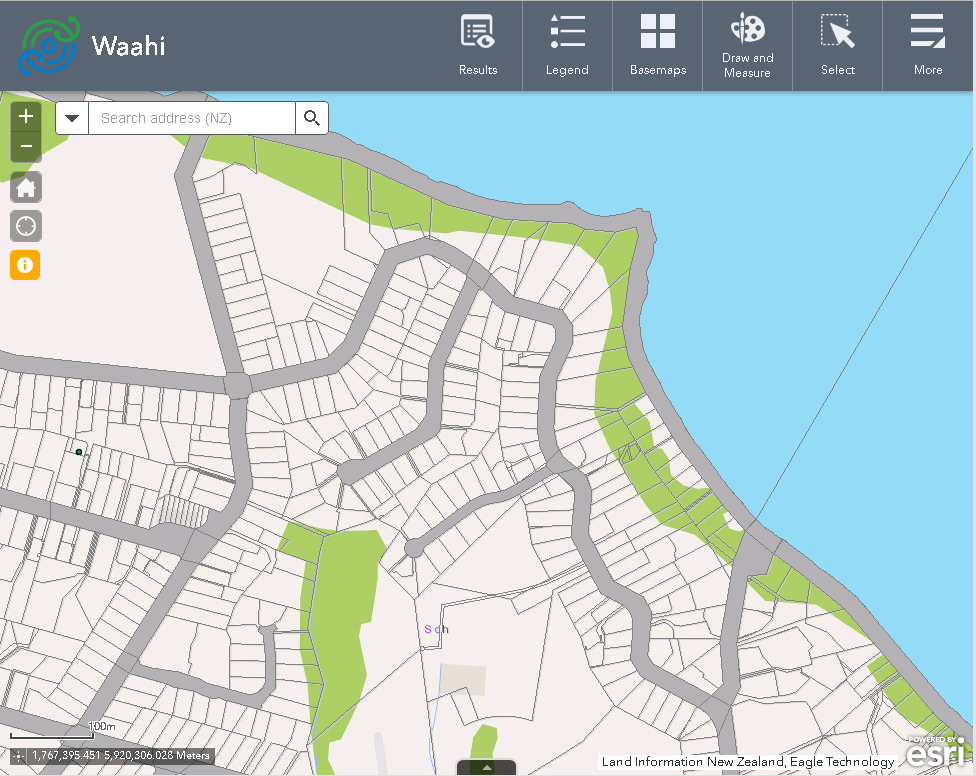 Waahi
Results
Legend
Basemaps
Draw and
Measure
Select
More
+
Search address (NZ)
−
Sch
100m
1,767,395.451 5,920,306.028 Meters
POWERED BY
esri
Land Information New Zealand, Eagle Technology